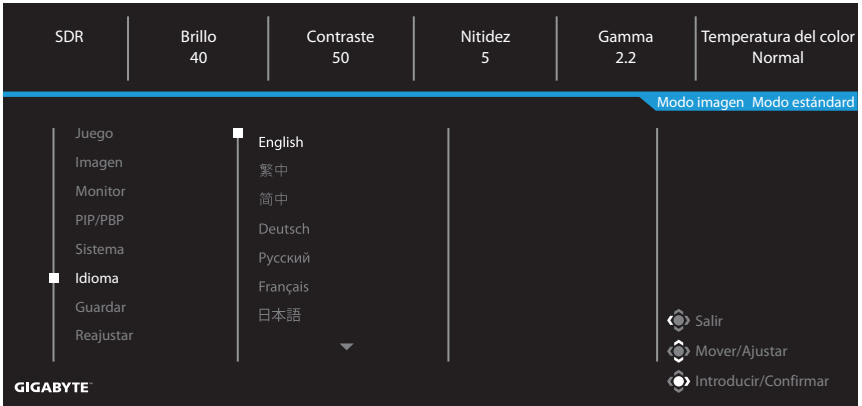 SDR
Brillo
40
Contraste
50
Nitidez
5
Gamma
2.2
Temperatura del color
Normal
Modo imagen Modo estándard
Juego
Imagen
Monitor
PIP/PBP
Sistema
Idioma
Guardar
Reajustar
English
繁中
简中
Deutsch
Русский
Français
日本語
Salir
Mover/Ajustar
Introducir/Confirmar
GIGABYTE™